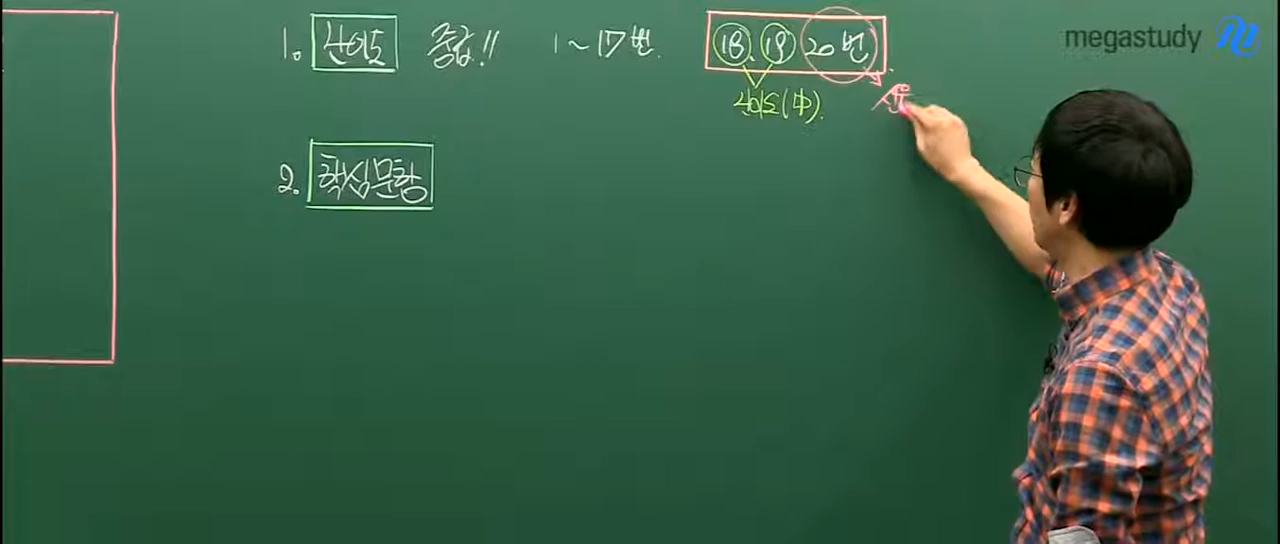 megastudy
1. 난이도 중급!! 1~17번. 18. 19 20번
난이도(中).
2. 핵심문항